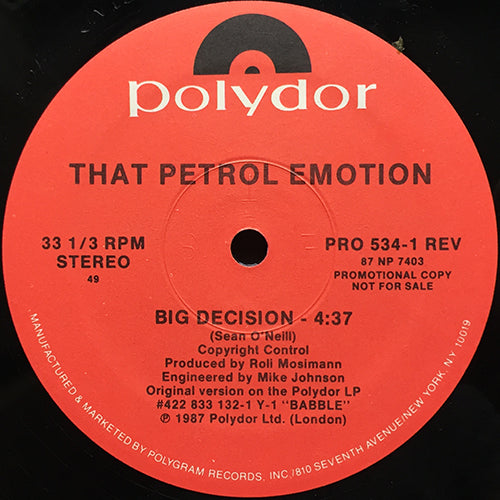 polydor
THAT PETROL EMOTION
33 1/3 RPM
STEREO
49
PRO 534-1 REV
87 NP 7403
PROMOTIONAL COPY
NOT FOR SALE
BIG DECISION - 4:37
(Sean O'Neill)
Copyright Control
Produced by Roli Mosimann
Engineered by Mike Johnson
Original version on the Polydor LP
#422 833 132-1 Y-1 "BABBLE"
℗ 1987 Polydor Ltd. (London)
MANUFACTURED & MARKETED BY POLYGRAM RECORDS, INC./810 SEVENTH AVENUE/NEW YORK, NY 10019